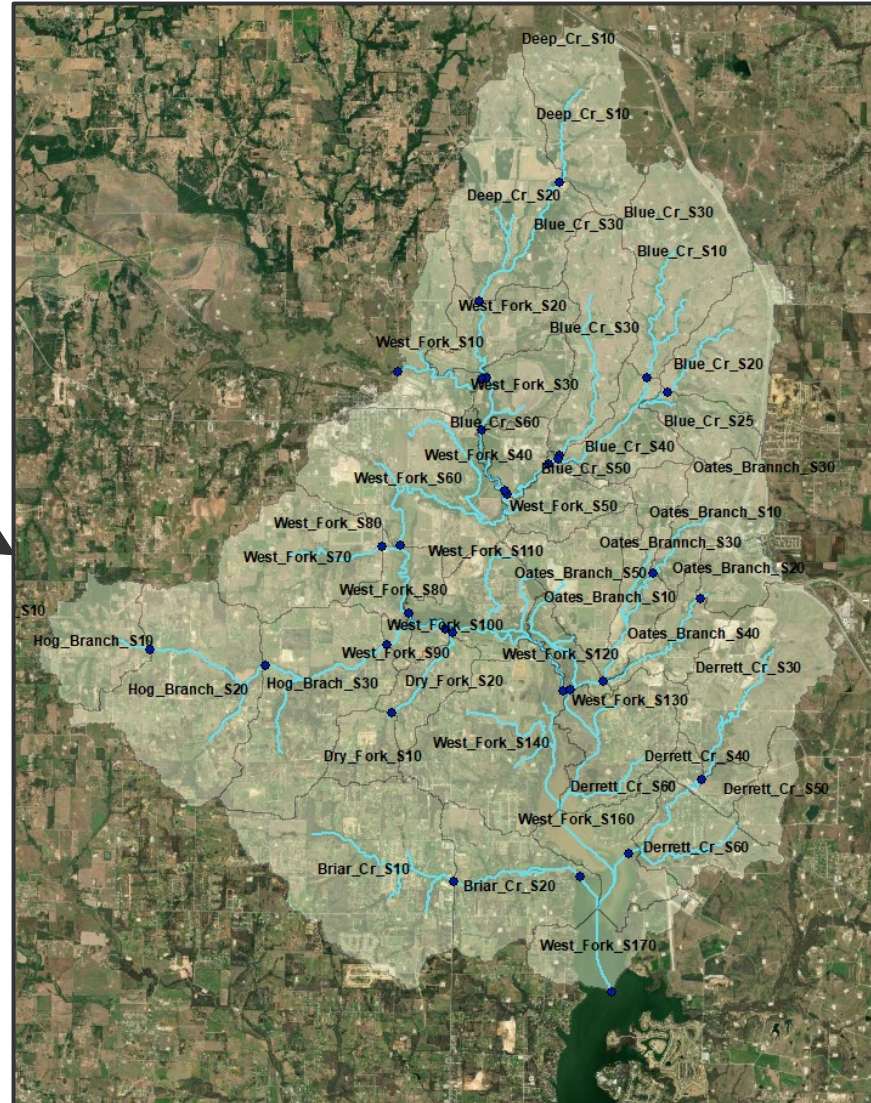 Deep_Cr_S10
Deep_Cr_S10
Deep_Cr_S20
Blue_Cr_S30
Blue_Cr_S30
Blue_Cr_S10
West_Fork_S20
Blue_Cr_S30
West_Fork_S10
Blue_Cr_S20
West_Fork_S30
Blue_Cr_S60
Blue_Cr_S25
Blue_Cr_S40
West_Fork_S40
Blue_Cr_S50
Oates_Brannch_S30
West_Fork_S60
West_Fork_S50
Oates_Branch_S10
West_Fork_S80
Oates_Brannch_S30
West_Fork_S70
West_Fork_S110
Oates_Branch_S20
Oates_Branch_S50
West_Fork_S80
Oates_Branch_S10
_S10
West_Fork_S100
Oates_Branch_S40
Hog_Branch_S10
West_Fork_S90
West_Fork_S120
Derrett_Cr_S30
Hog_Branch_S20
Hog_Brach_S30
Dry_Fork_S20
West_Fork_S130
West_Fork_S140
Dry_Fork_S10
Derrett_Cr_S40
Derrett_Cr_S60
Derrett_Cr_S50
West_Fork_S160
Derrett_Cr_S60
Briar_Cr_S10
Briar_Cr_S20
West_Fork_S170